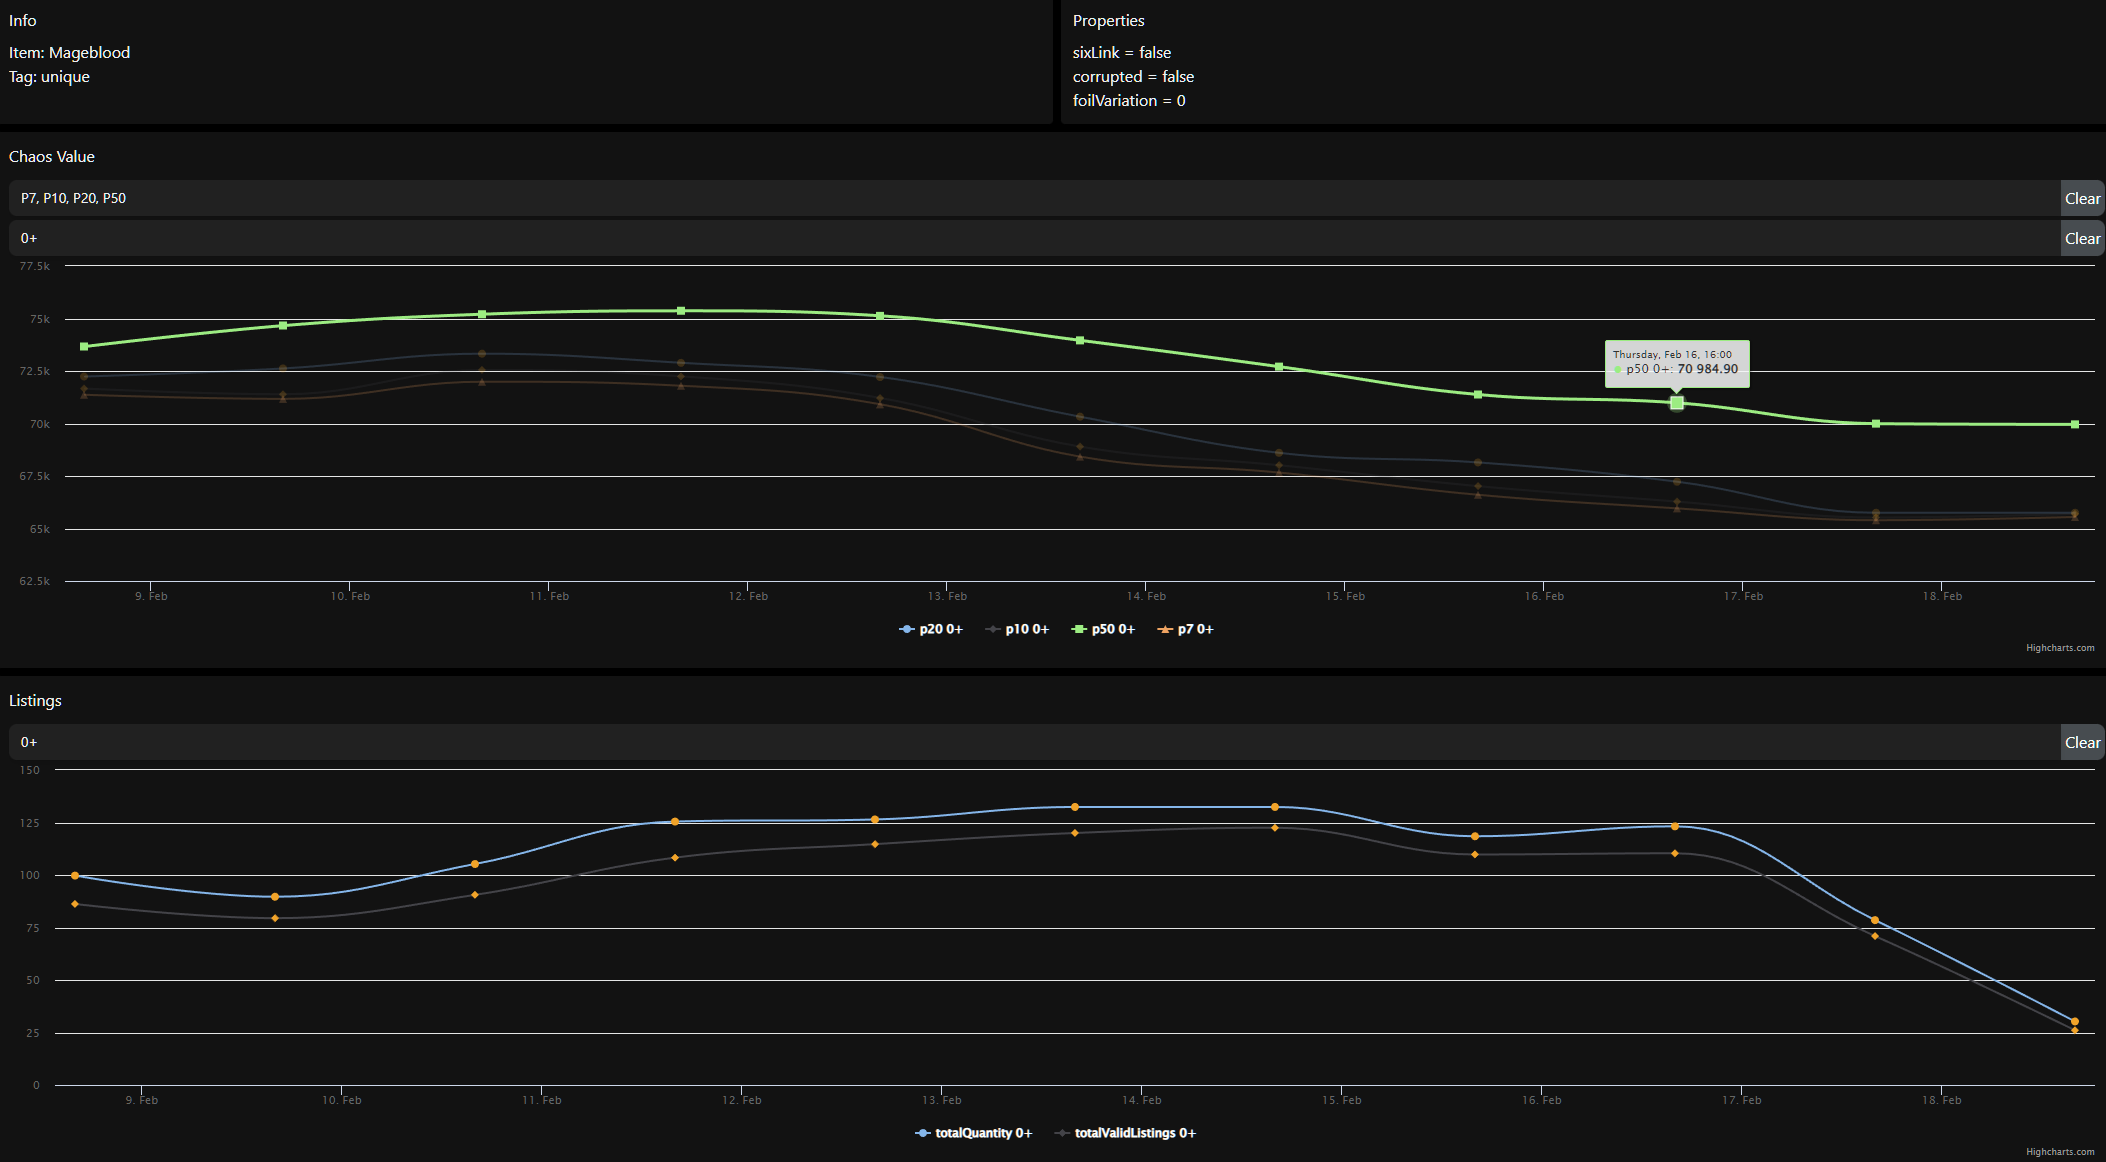 Info
Item: Mageblood
Tag: unique
Properties
sixLink = false
corrupted = false
foilVariation = 0
Chaos Value
P7, P10, P20, P50 Clear
0+ Clear
77.5k
75k
72.5k
70k
67.5k
65k
62.5k
Thursday, Feb 16, 16:00
p50 0+: 70 984.90
9. Feb 10. Feb 11. Feb 12. Feb 13. Feb 14. Feb 15. Feb 16. Feb 17. Feb 18. Feb
p20 0+ p10 0+ p50 0+ p7 0+
Highcharts.com
Listings
0+ Clear
150
125
100
75
50
25
0
9. Feb 10. Feb 11. Feb 12. Feb 13. Feb 14. Feb 15. Feb 16. Feb 17. Feb 18. Feb
totalQuantity 0+ totalValidListings 0+
Highcharts.com